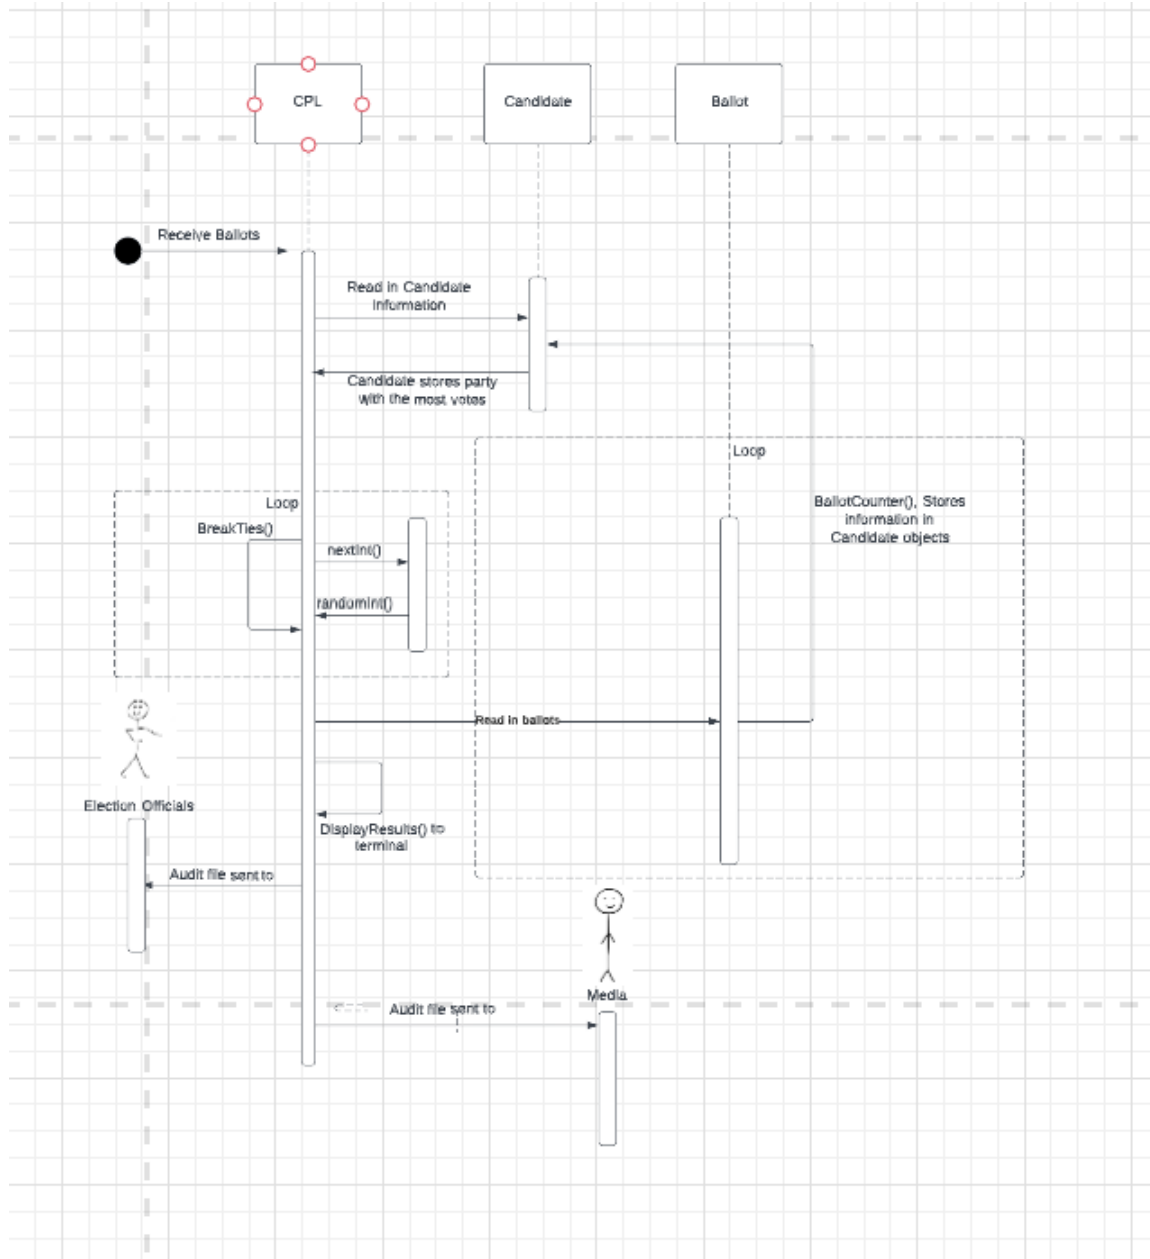 CPL
Candidate
Ballot
Receive Ballots
Read in Candidate
Information
Candidate stores party
with the most votes
Loop
Loop
BallotCounter(), Stores
information in
Candidate objects
BreakTies()
nextInt()
randomInt()
Read in ballots
Election Officials
DisplayResults() to
terminal
Audit file sent to
Media
Audit file sent to